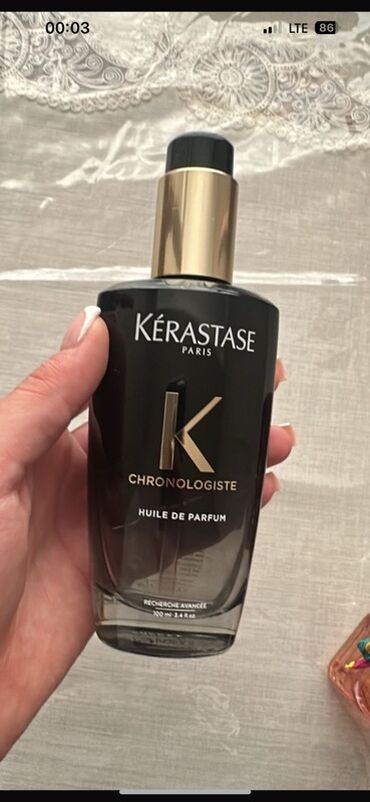 00:03 LTE 86
KÉRASTASE
PARIS
K
CHRONOLOGISTE
HUILE DE PARFUM
RECHERCHE AVANCÉE
100 ml 3.4 fl.oz